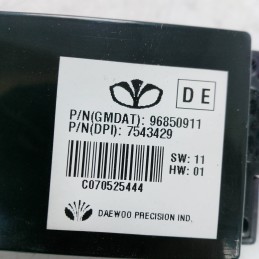 DE
P/N(GMDAT): 96850911
P/N(DPI): 7543429
SW: 11
HW: 01
C070525444
DAEWOO PRECISION IND.